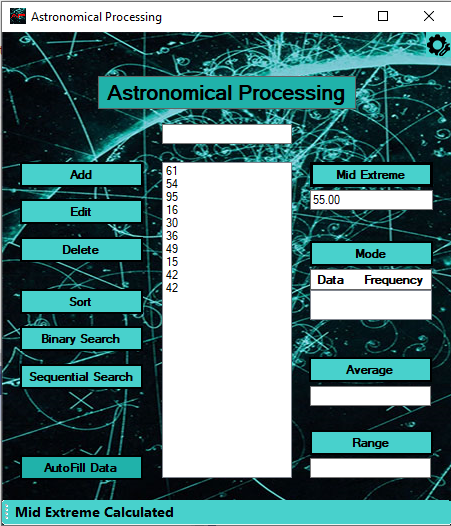 Astronomical Processing
Astronomical Processing
Add
Edit
Delete
Sort
Binary Search
Sequential Search
AutoFill Data
61
54
95
16
30
36
49
15
42
42
Mid Extreme
55.00
Mode
Data Frequency
Average
Range
Mid Extreme Calculated